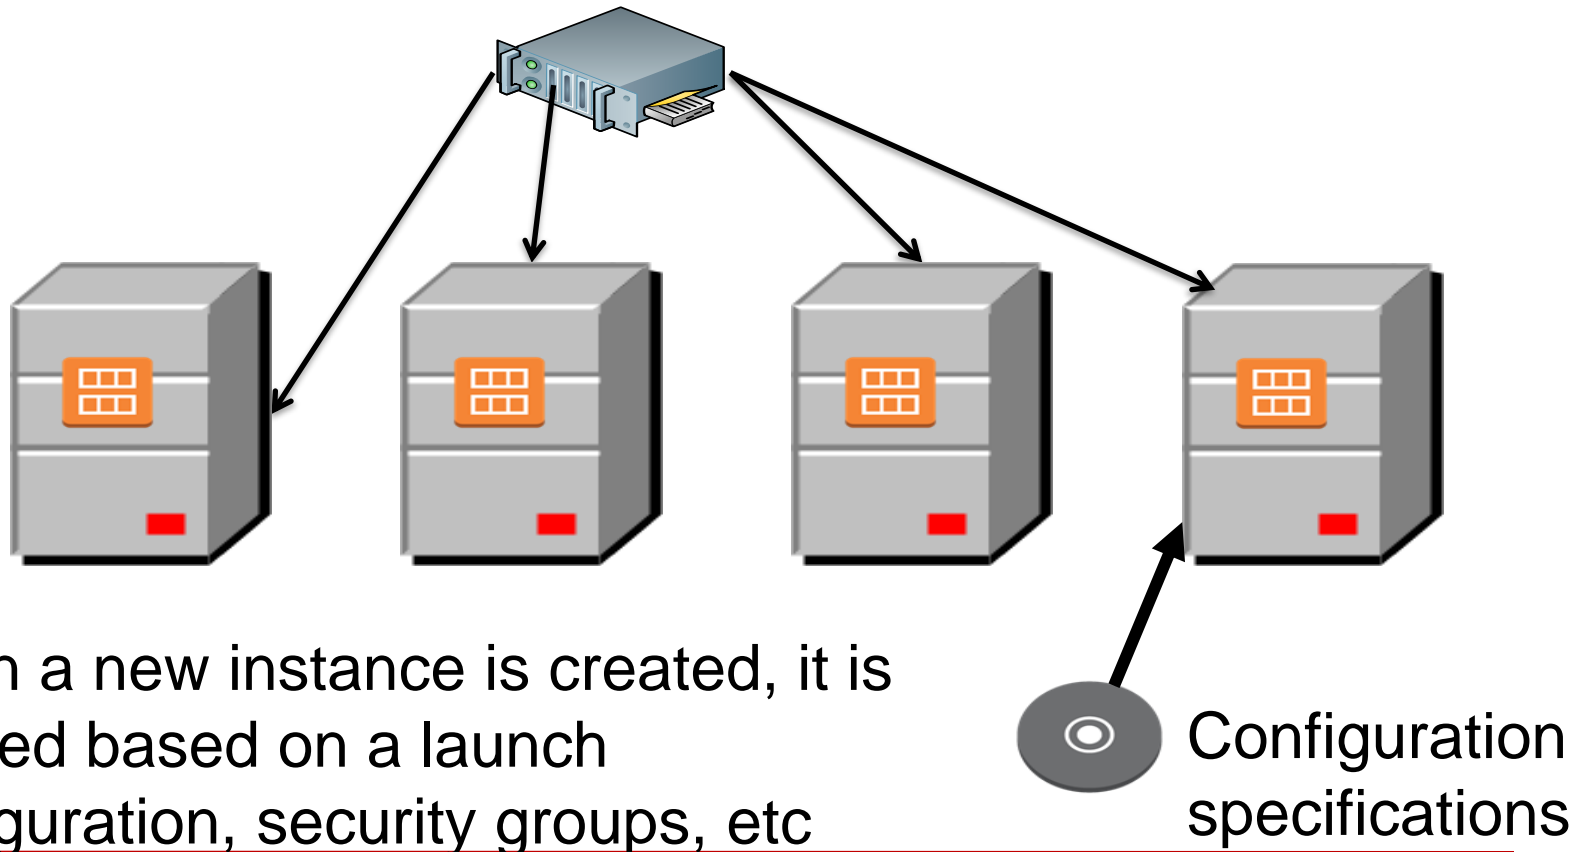 n a new instance is created, it is
ed based on a launch
guration, security groups, etc
Configuration
specifications